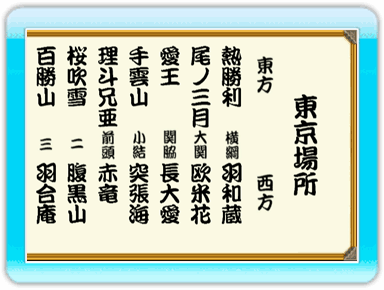 東京場所
東方 西方
熱勝利 横綱 羽和蔵
尾ノ三月 大関 欧米花
愛王 関脇 長大愛
手雲山 小結 突張海
理斗兄亜 前頭 赤竜
桜吹雪 二 腹黒山
百勝山 三 羽合庵